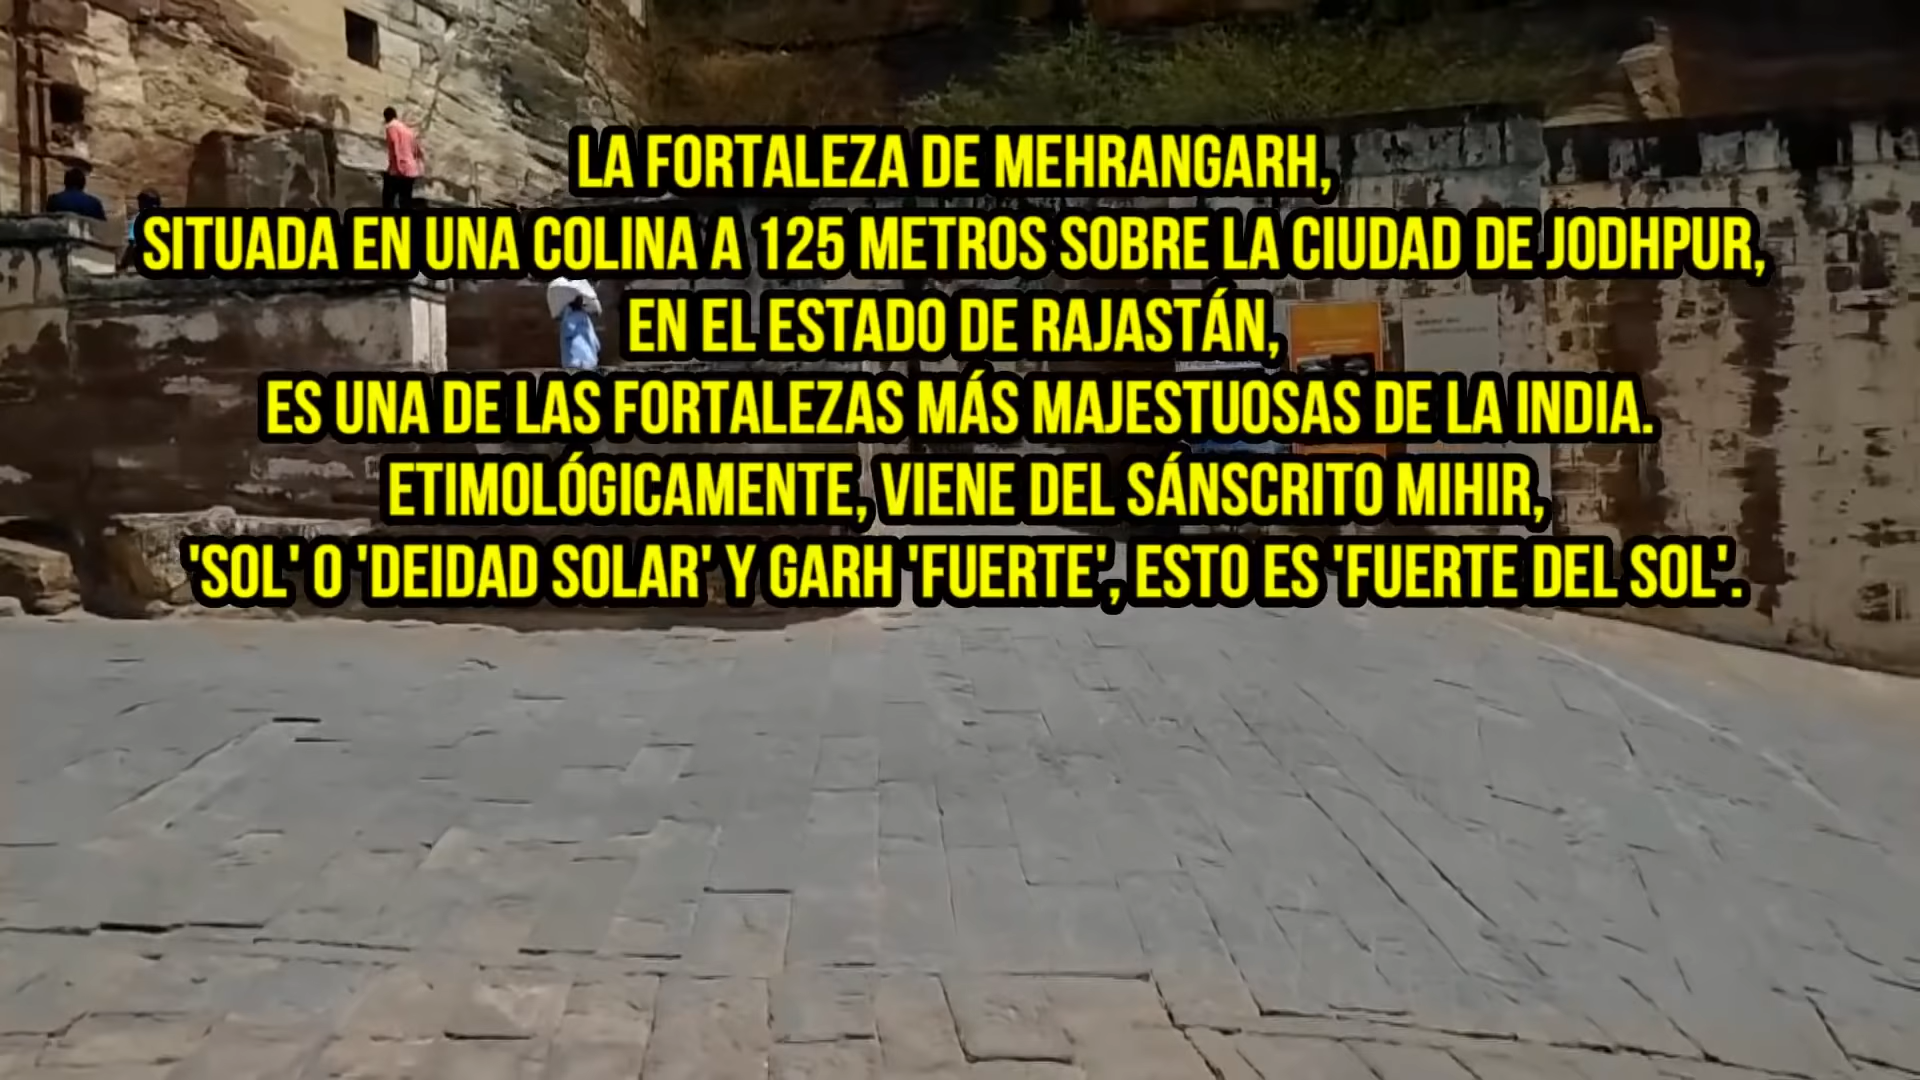 LA FORTALEZA DE MEHRANGARH,
SITUADA EN UNA COLINA A 125 METROS SOBRE LA CIUDAD DE JODHPUR,
EN EL ESTADO DE RAJASTÁN,
ES UNA DE LAS FORTALEZAS MÁS MAJESTUOSAS DE LA INDIA.
ETIMOLÓGICAMENTE, VIENE DEL SÁNSCRITO MIHIR,
'SOL' O 'DEIDAD SOLAR' Y GARH 'FUERTE', ESTO ES 'FUERTE DEL SOL'.